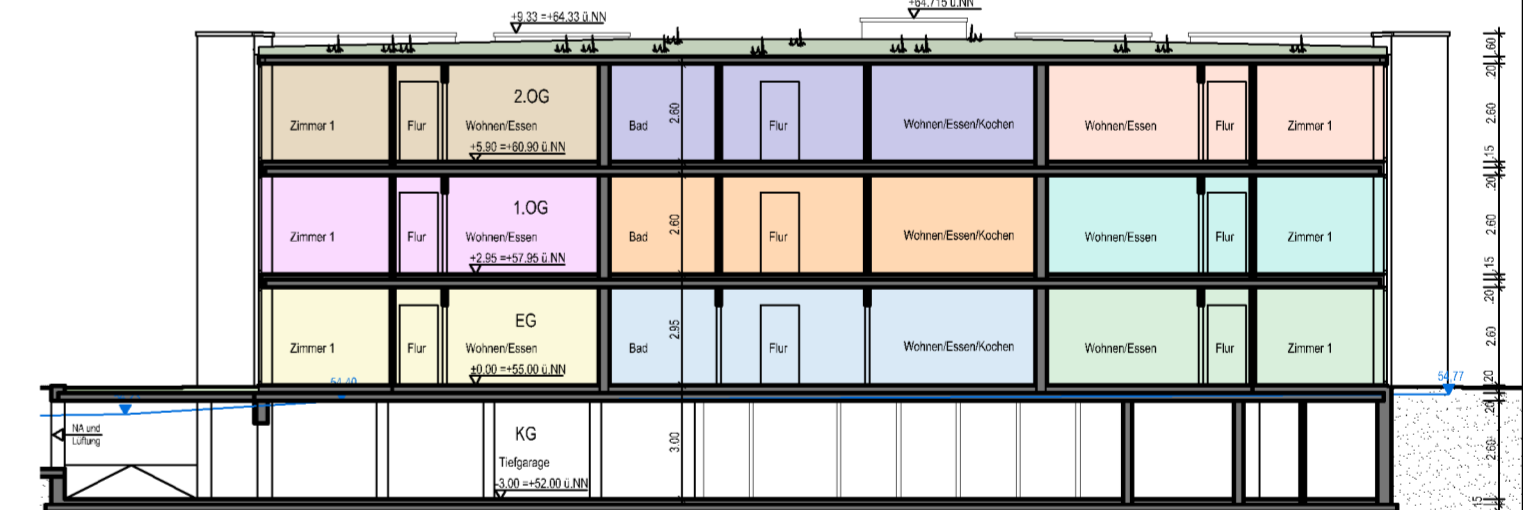 +9.33 =+64.33 ü.NN
+64.715 ü.NN
60
20
2.OG
Zimmer 1
Flur
Wohnen/Essen
Bad
2.60
Flur
Wohnen/Essen/Kochen
Wohnen/Essen
Flur
Zimmer 1
2.60
+5.90 =+60.90 ü.NN
15
20
1.OG
Zimmer 1
Flur
Wohnen/Essen
Bad
2.60
Flur
Wohnen/Essen/Kochen
Wohnen/Essen
Flur
Zimmer 1
2.60
+2.95 =+57.95 ü.NN
15
20
EG
Zimmer 1
Flur
Wohnen/Essen
Bad
2.95
Flur
Wohnen/Essen/Kochen
Wohnen/Essen
Flur
Zimmer 1
2.60
±0.00 =+55.00 ü.NN
54.77
20
20
NA und
Lüftung
KG
Tiefgarage
3.00
2.60
-3.00 =+52.00 ü.NN
15